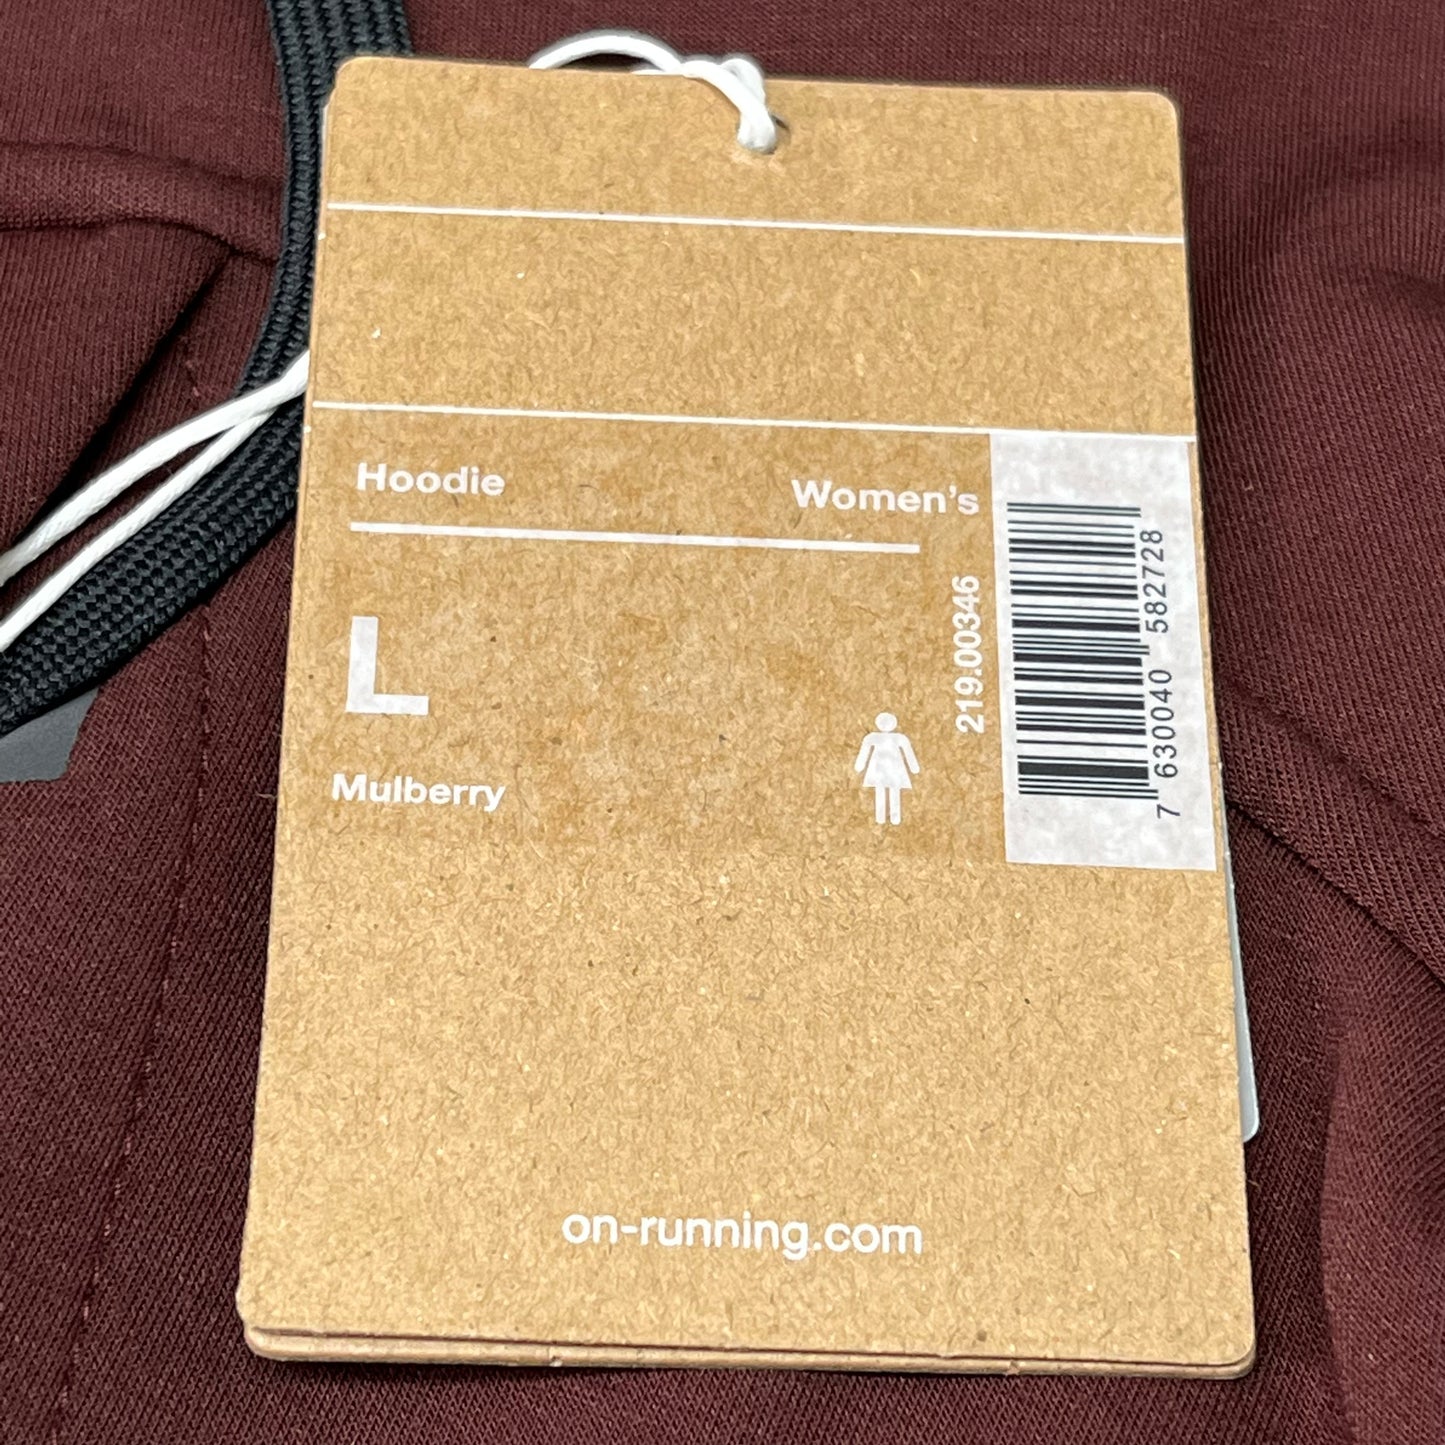 Hoodie
Women's
L
Mulberry
219.00346
7 630040 582728
on-running.com